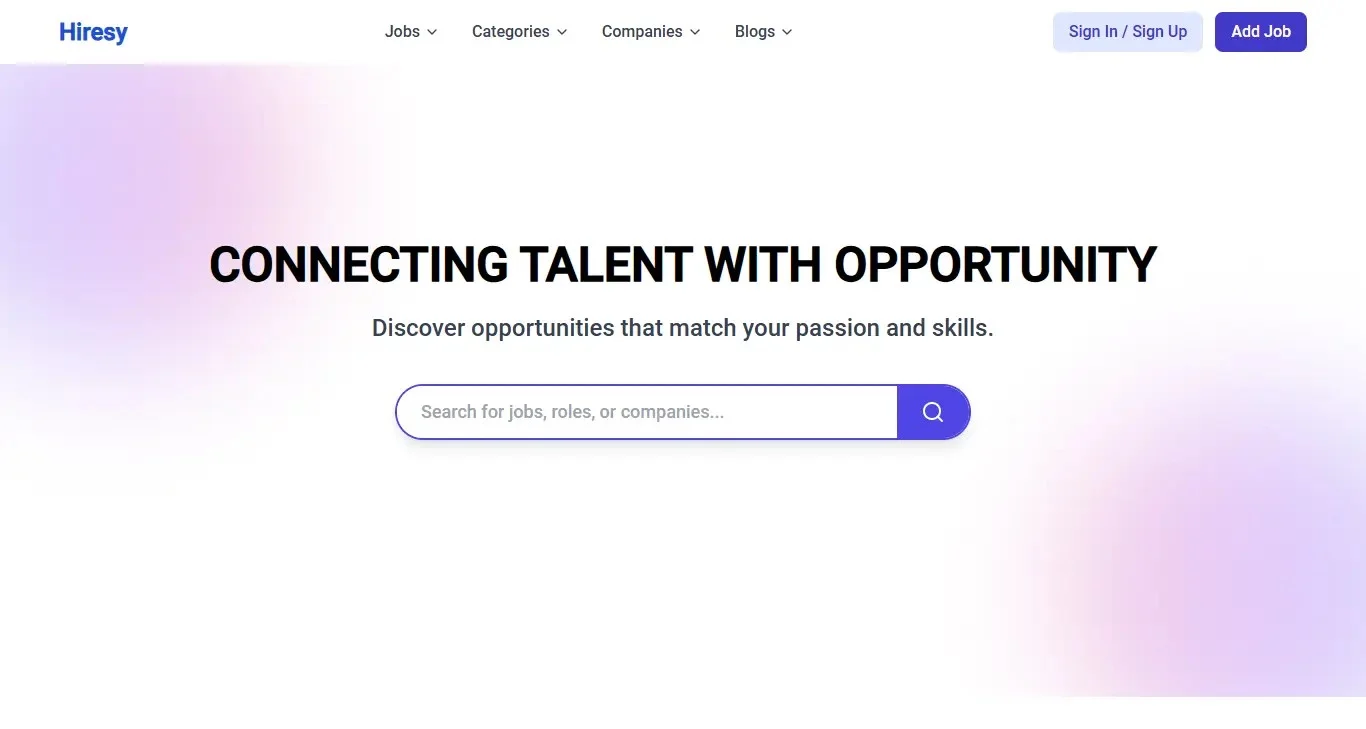 Hiresy Jobs Categories Companies Blogs Sign In / Sign Up Add Job
CONNECTING TALENT WITH OPPORTUNITY
Discover opportunities that match your passion and skills.
Search for jobs, roles, or companies...